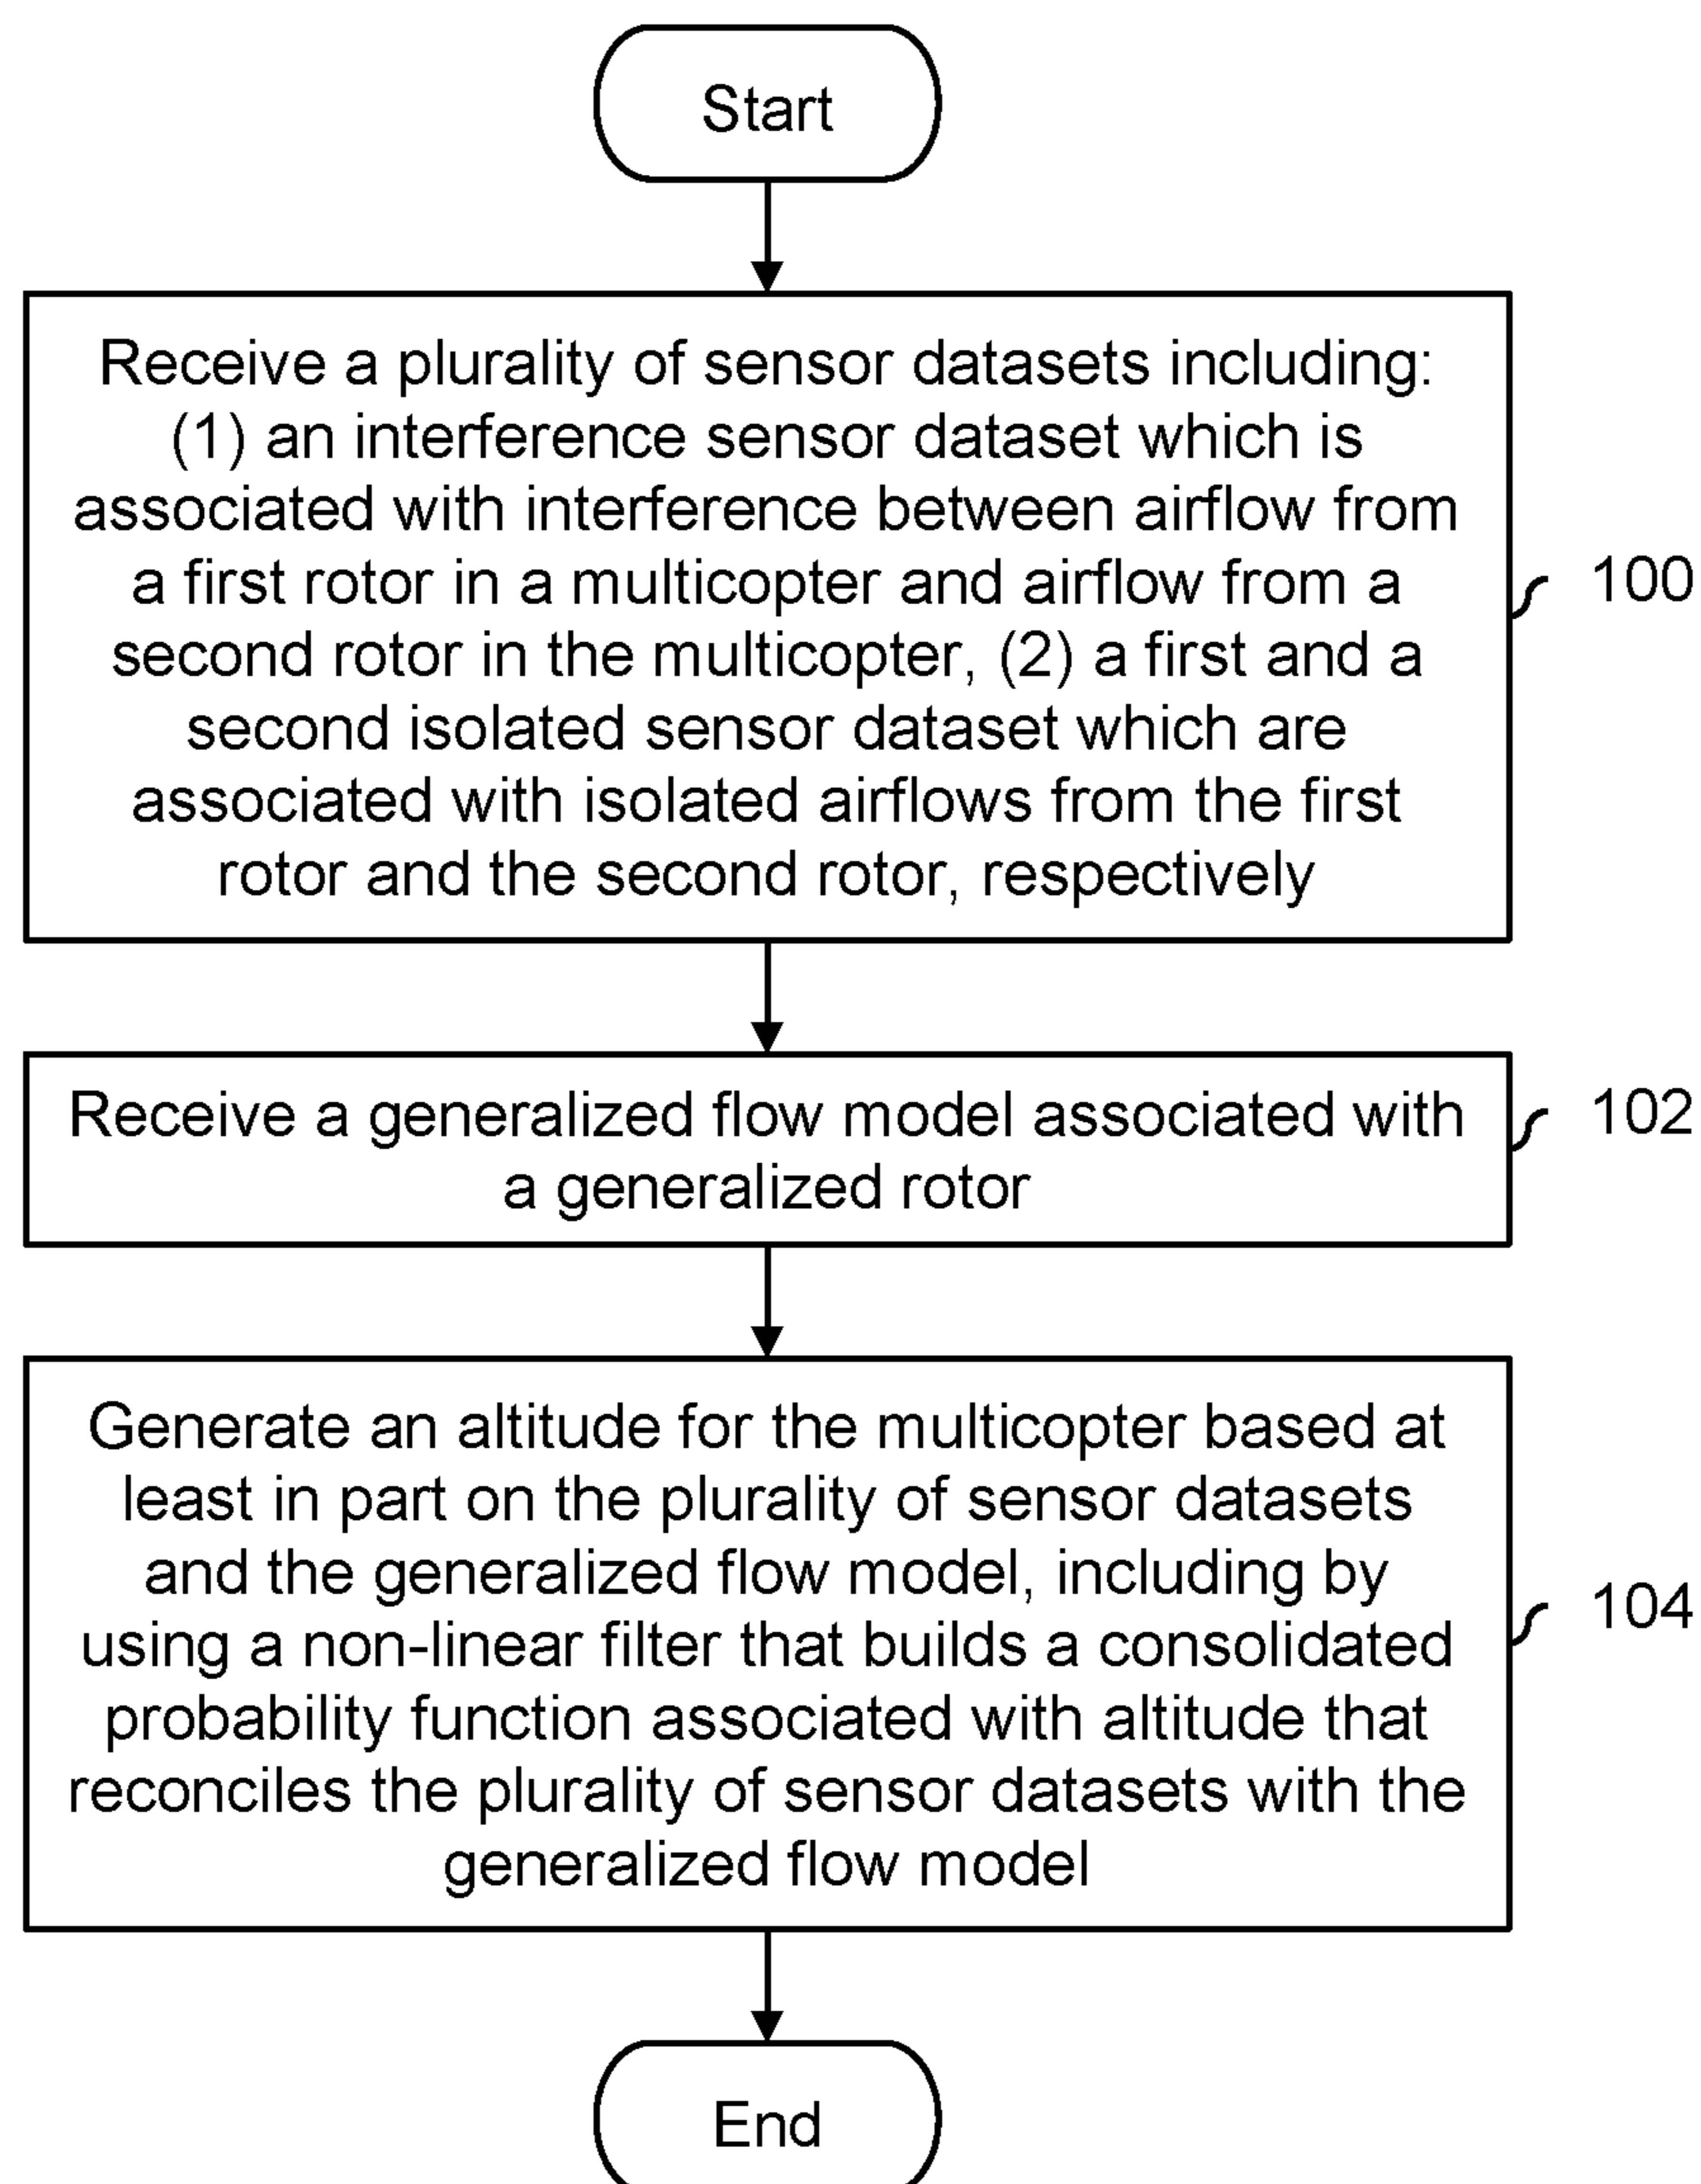 Start
Receive a plurality of sensor datasets including:
(1) an interference sensor dataset which is
associated with interference between airflow from
a first rotor in a multicopter and airflow from a
second rotor in the multicopter, (2) a first and a
second isolated sensor dataset which are
associated with isolated airflows from the first
rotor and the second rotor, respectively
100
Receive a generalized flow model associated with
a generalized rotor
102
Generate an altitude for the multicopter based at
least in part on the plurality of sensor datasets
and the generalized flow model, including by
using a non-linear filter that builds a consolidated
probability function associated with altitude that
reconciles the plurality of sensor datasets with the
generalized flow model
104
End